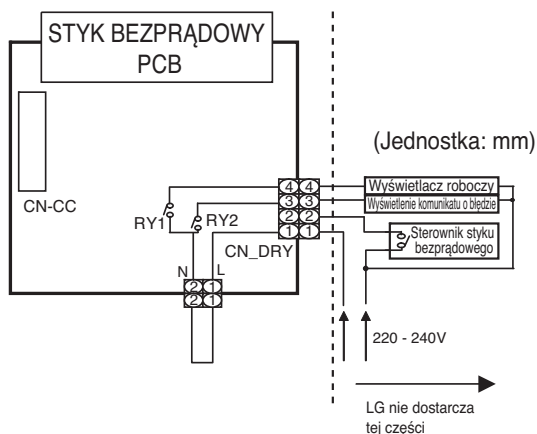 STYK BEZPRĄDOWY
PCB
(Jednostka: mm)
CN-CC
RY1
RY2
4 4
3 3
2 2
1 1
CN_DRY
Wyświetlacz roboczy
Wyświetlenie komunikatu o błędzie
Sterownik styku
bezprądowego
N L
2 1
2 1
220 - 240V
LG nie dostarcza
tej części